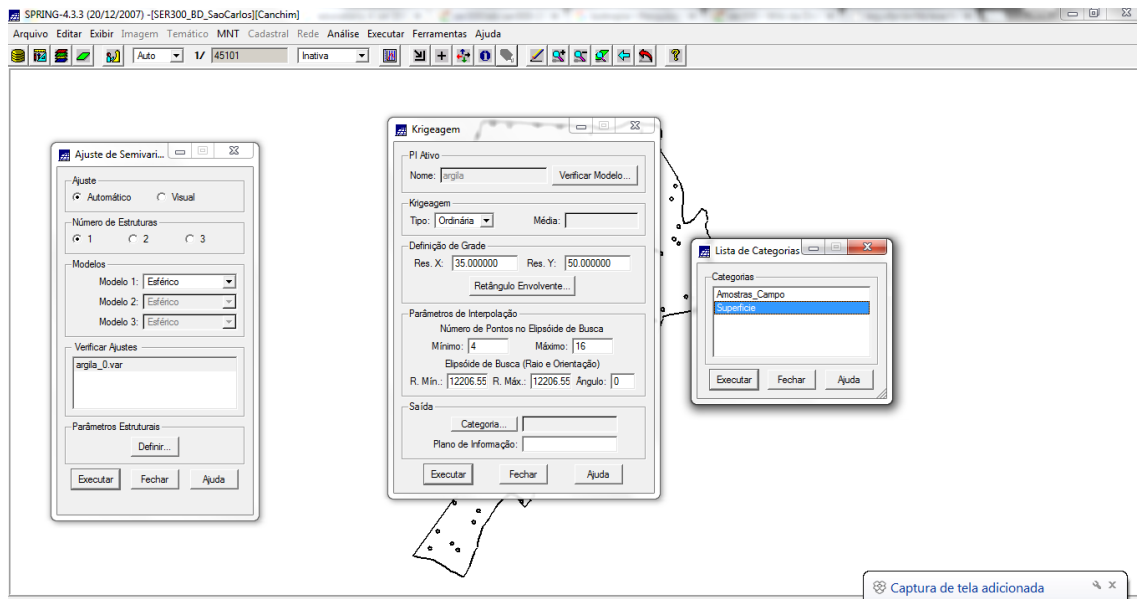 SPRING-4.3.3 (20/12/2007) -[SER300_BD_SaoCarlos][Canchim]
Arquivo Editar Exibir Imagem Temático MNT Cadastral Rede Análise Executar Ferramentas Ajuda
Auto 1/ 45101 Inativa
Ajuste de Semivari...
Ajuste
Automático Visual
Número de Estruturas
1 2 3
Modelos
Modelo 1: Esférico
Modelo 2: Esférico
Modelo 3: Esférico
Verificar Ajustes
argila_0.var
Parâmetros Estruturais
Definir...
Executar Fechar Ajuda
Krigeagem
PI Ativo
Nome: argila Verificar Modelo...
Krigeagem
Tipo: Ordinária Média:
Definição de Grade
Res. X: 35.000000 Res. Y: 50.000000
Retângulo Envolvente...
Parâmetros de Interpolação
Número de Pontos no Elipsóide de Busca
Mínimo: 4 Máximo: 16
Elipsóide de Busca (Raio e Orientação)
R. Mín.: 12206.55 R. Máx.: 12206.55 Ângulo: 0
Saída
Categoria...
Plano de Informação:
Executar Fechar Ajuda
Lista de Categorias
Categorias
Amostras_Campo
Superficie
Executar Fechar Ajuda
Captura de tela adicionada